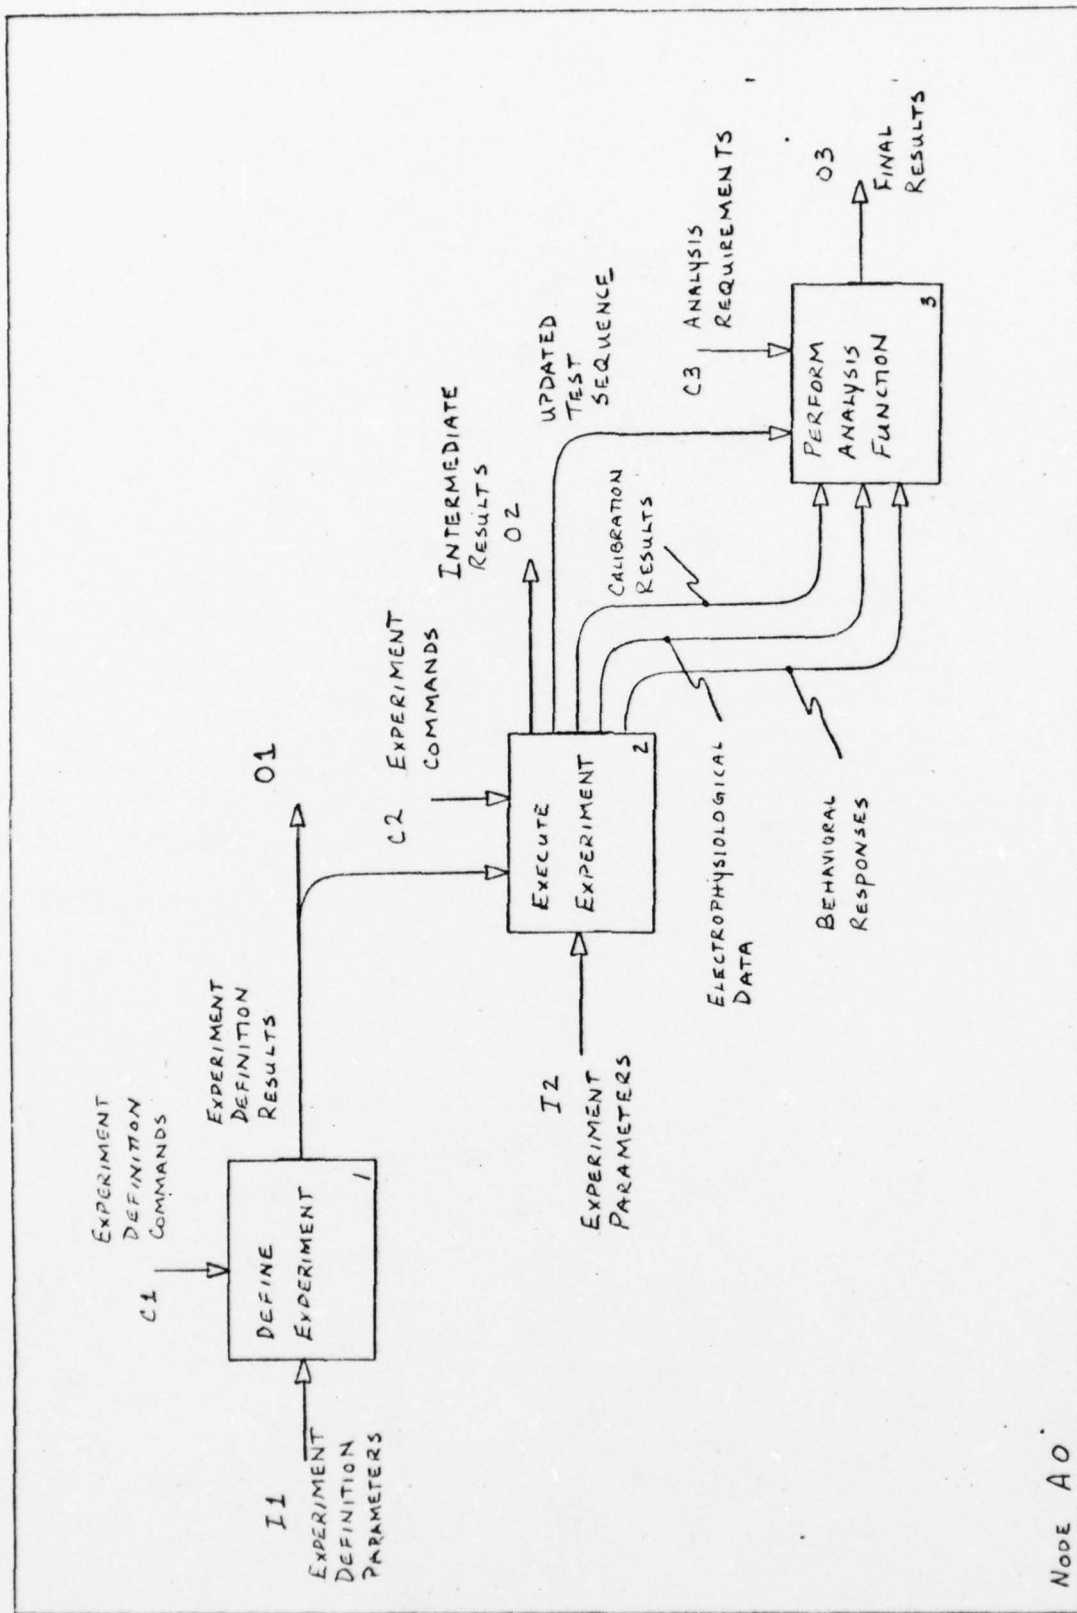 C1
EXPERIMENT
DEFINITION
COMMANDS
I1
EXPERIMENT
DEFINITION
PARAMETERS
DEFINE
EXPERIMENT
1
EXPERIMENT
DEFINITION
RESULTS
O1
C2
EXPERIMENT
COMMANDS
I2
EXPERIMENT
PARAMETERS
EXECUTE
EXPERIMENT
2
INTERMEDIATE
RESULTS
O2
UPDATED
TEST
SEQUENCE
CALIBRATION
RESULTS
ELECTROPHYSIOLOGICAL
DATA
BEHAVIORAL
RESPONSES
C3
ANALYSIS
REQUIREMENTS
PERFORM
ANALYSIS
FUNCTION
3
O3
FINAL
RESULTS
NODE A0